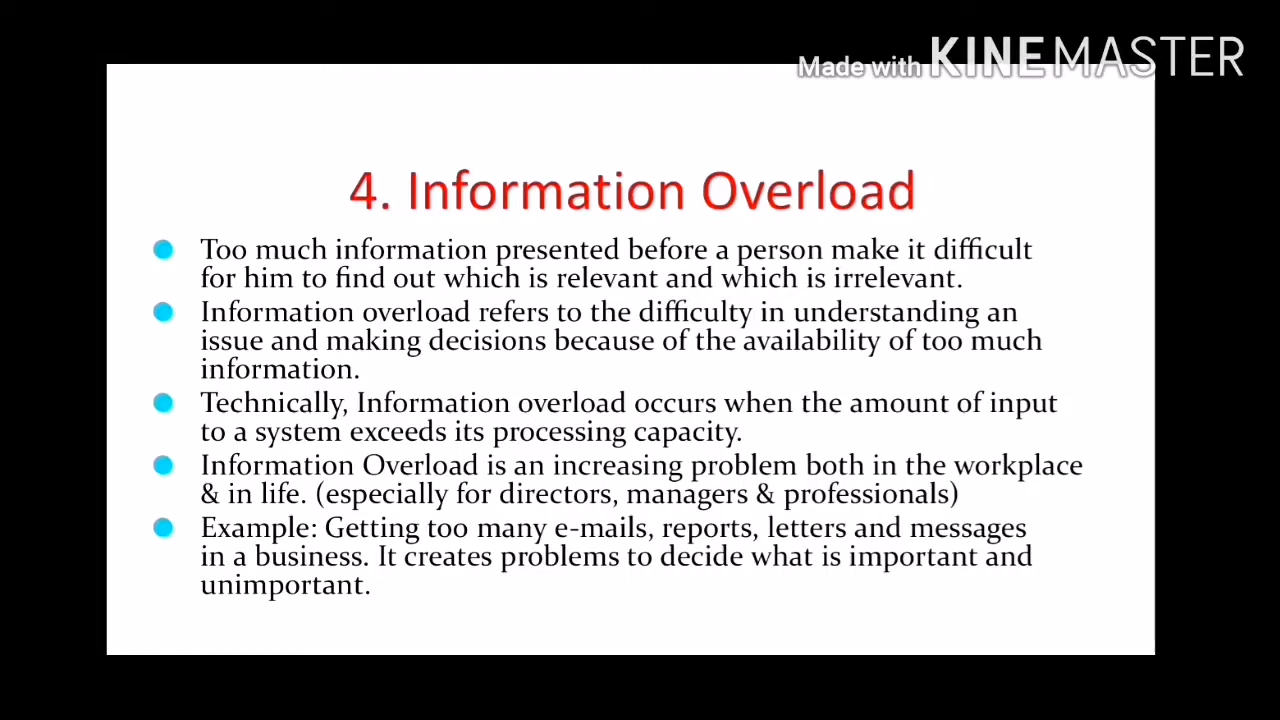 Made with KINEMASTER
4. Information Overload
Too much information presented before a person make it difficult
for him to find out which is relevant and which is irrelevant.
Information overload refers to the difficulty in understanding an
issue and making decisions because of the availability of too much
information.
Technically, Information overload occurs when the amount of input
to a system exceeds its processing capacity.
Information Overload is an increasing problem both in the workplace
& in life. (especially for directors, managers & professionals)
Example: Getting too many e-mails, reports, letters and messages
in a business. It creates problems to decide what is important and
unimportant.